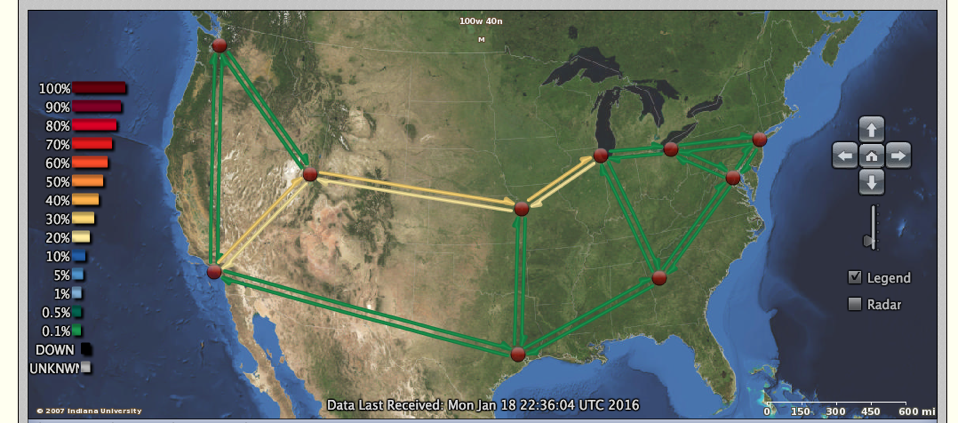 100w 40n
M
100%
90%
80%
70%
60%
50%
40%
30%
20%
10%
5%
1%
0.5%
0.1%
DOWN
UNKNWN
Legend
Radar
Data Last Received: Mon Jan 18 22:36:04 UTC 2016
© 2007 Indiana University
0 150 300 450 600 mi